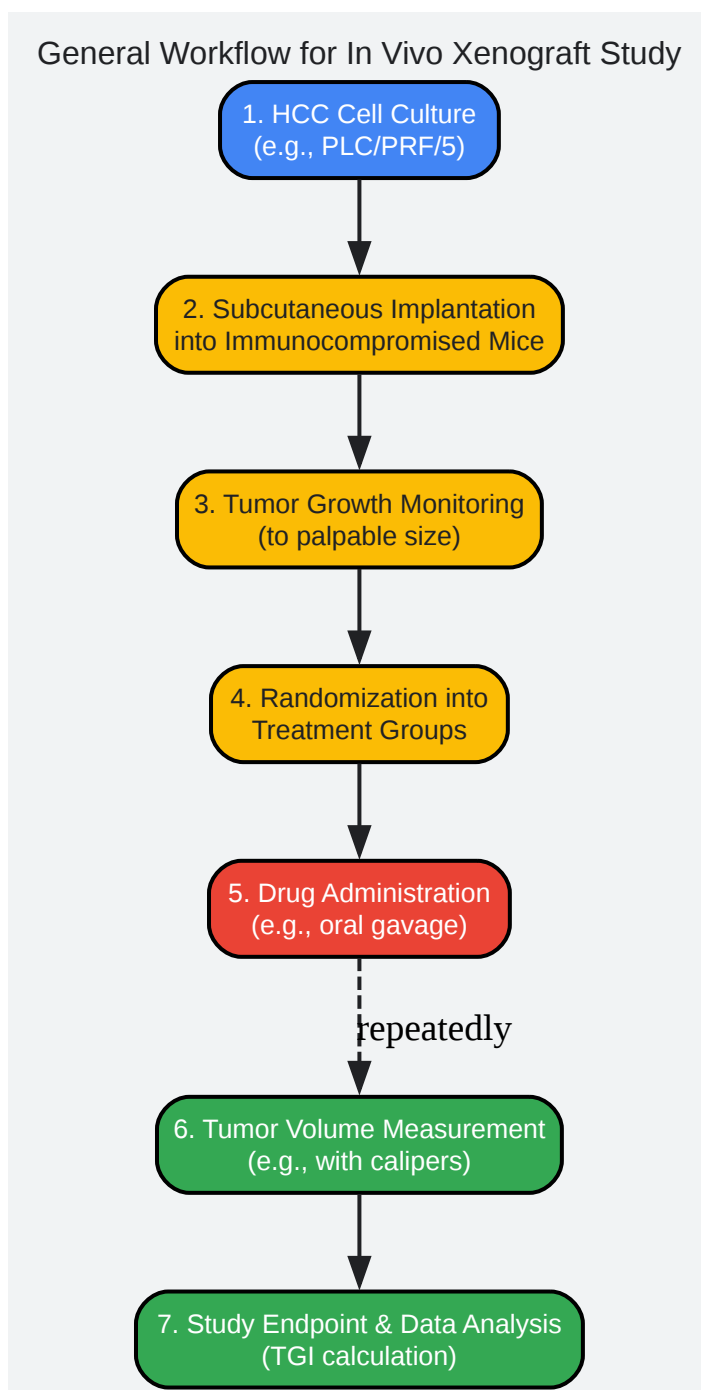 General Workflow for In Vivo Xenograft Study
1. HCC Cell Culture
(e.g., PLC/PRF/5)
2. Subcutaneous Implantation
into Immunocompromised Mice
3. Tumor Growth Monitoring
(to palpable size)
4. Randomization into
Treatment Groups
5. Drug Administration
(e.g., oral gavage)
repeatedly
6. Tumor Volume Measurement
(e.g., with calipers)
7. Study Endpoint & Data Analysis
(TGI calculation)